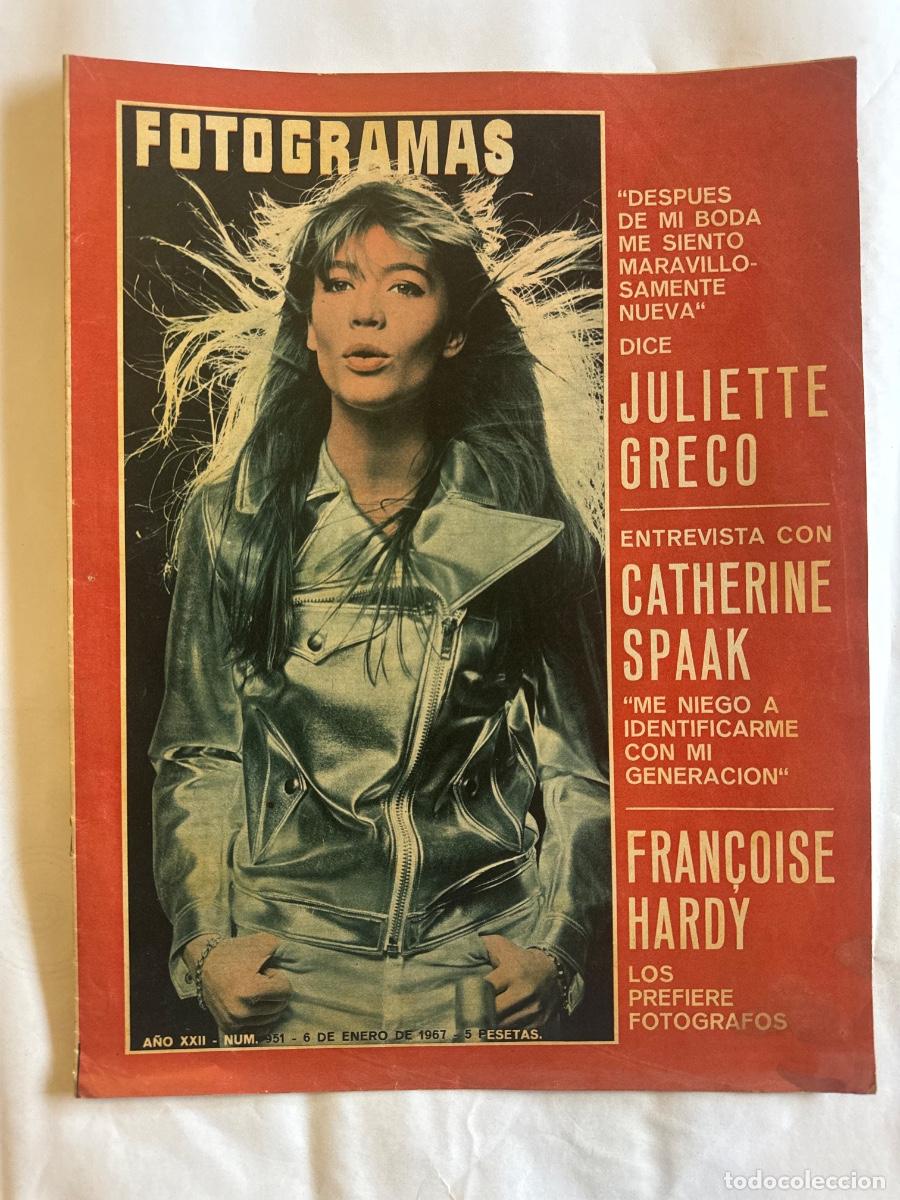 FOTOGRAMAS
"DESPUES
DE MI BODA
ME SIENTO
MARAVILLO-
SAMENTE
NUEVA"
DICE
JULIETTE
GRECO
ENTREVISTA CON
CATHERINE
SPAAK
"ME NIEGO A
IDENTIFICARME
CON MI
GENERACION"
FRANÇOISE
HARDY
LOS
PREFIERE
FOTOGRAFOS
AÑO XXII - NUM. 951 - 6 DE ENERO DE 1967 - 5 PESETAS.
todocoleccion